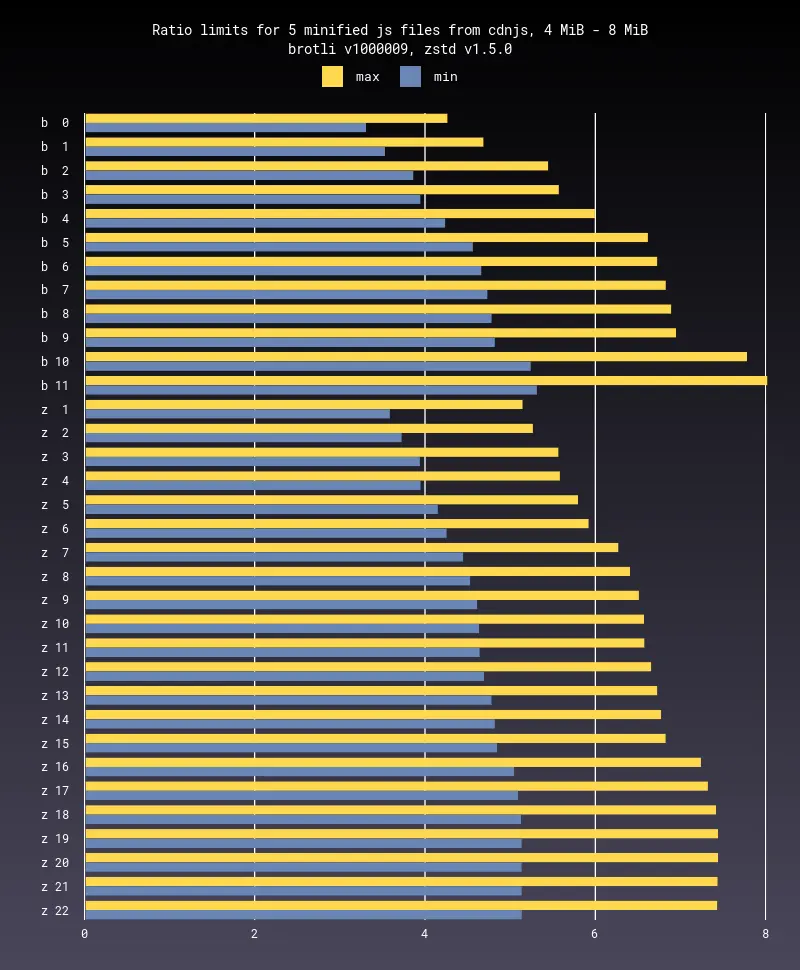 Ratio limits for 5 minified js files from cdnjs, 4 MiB - 8 MiB
brotli v1000009, zstd v1.5.0
max min
b 0
b 1
b 2
b 3
b 4
b 5
b 6
b 7
b 8
b 9
b 10
b 11
z 1
z 2
z 3
z 4
z 5
z 6
z 7
z 8
z 9
z 10
z 11
z 12
z 13
z 14
z 15
z 16
z 17
z 18
z 19
z 20
z 21
z 22
0 2 4 6 8